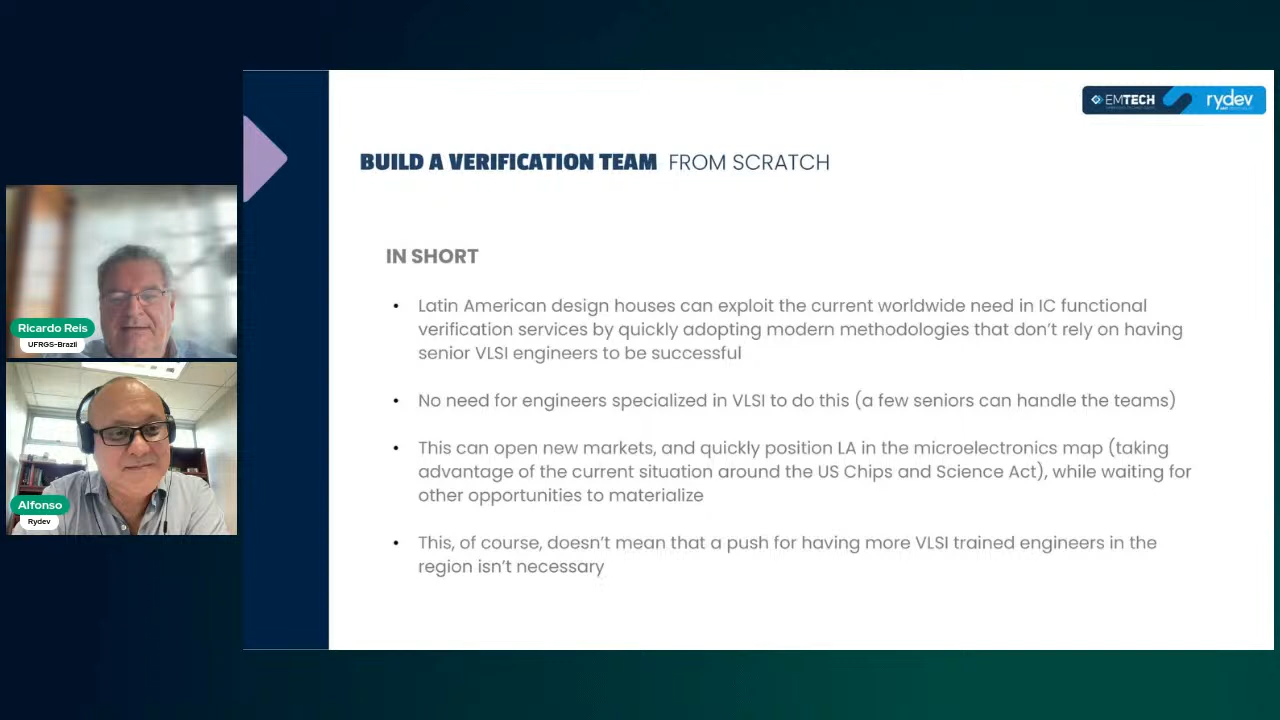 EMTECH rydev
BUILD A VERIFICATION TEAM FROM SCRATCH
IN SHORT
• Latin American design houses can exploit the current worldwide need in IC functional
verification services by quickly adopting modern methodologies that don't rely on having
senior VLSI engineers to be successful
• No need for engineers specialized in VLSI to do this (a few seniors can handle the teams)
• This can open new markets, and quickly position LA in the microelectronics map (taking
advantage of the current situation around the US Chips and Science Act), while waiting for
other opportunities to materialize
• This, of course, doesn't mean that a push for having more VLSI trained engineers in the
region isn't necessary
Ricardo Reis
UFRGS-Brazil
Alfonso
Rydev